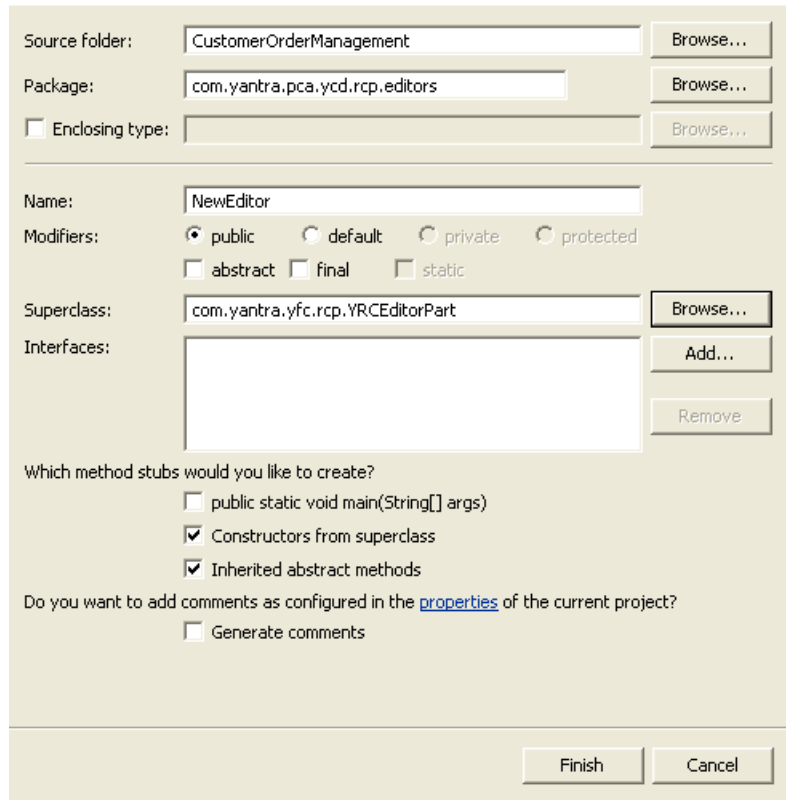 Source folder: CustomerOrderManagement Browse...
Package: com.yantra.pca.ycd.rcp.editors Browse...
Enclosing type: Browse...
Name: NewEditor
Modifiers: public default private protected
abstract final static
Superclass: com.yantra.yfc.rcp.YRCEditorPart Browse...
Interfaces: Add...
Remove
Which method stubs would you like to create?
public static void main(String[] args)
Constructors from superclass
Inherited abstract methods
Do you want to add comments as configured in the properties of the current project?
Generate comments
Finish Cancel